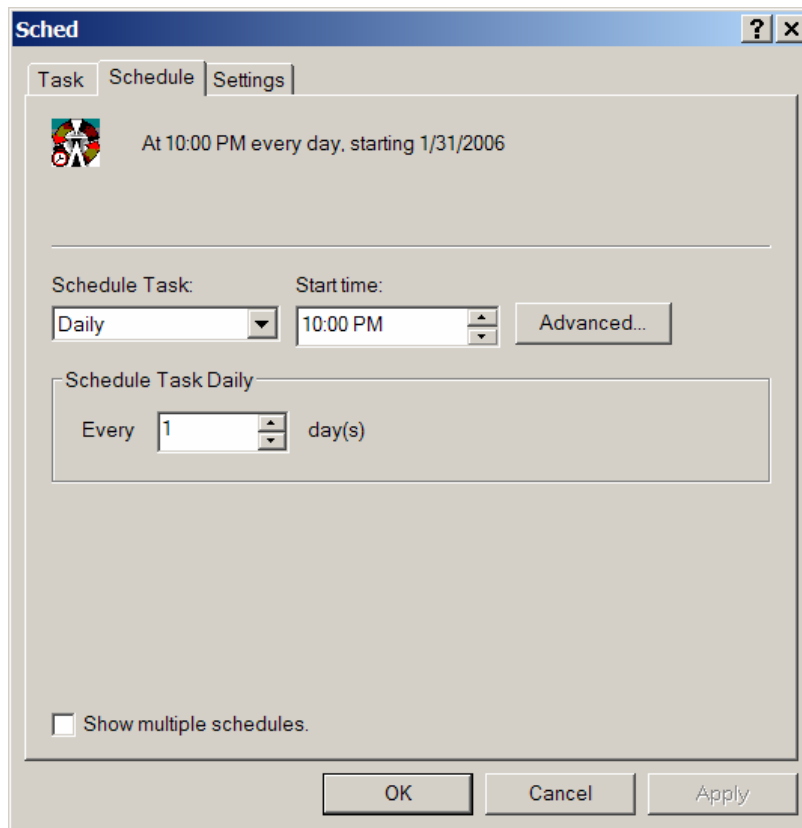 Sched
Task Schedule Settings
At 10:00 PM every day, starting 1/31/2006
Schedule Task: Start time:
Daily 10:00 PM Advanced...
Schedule Task Daily
Every 1 day(s)
Show multiple schedules.
OK Cancel Apply